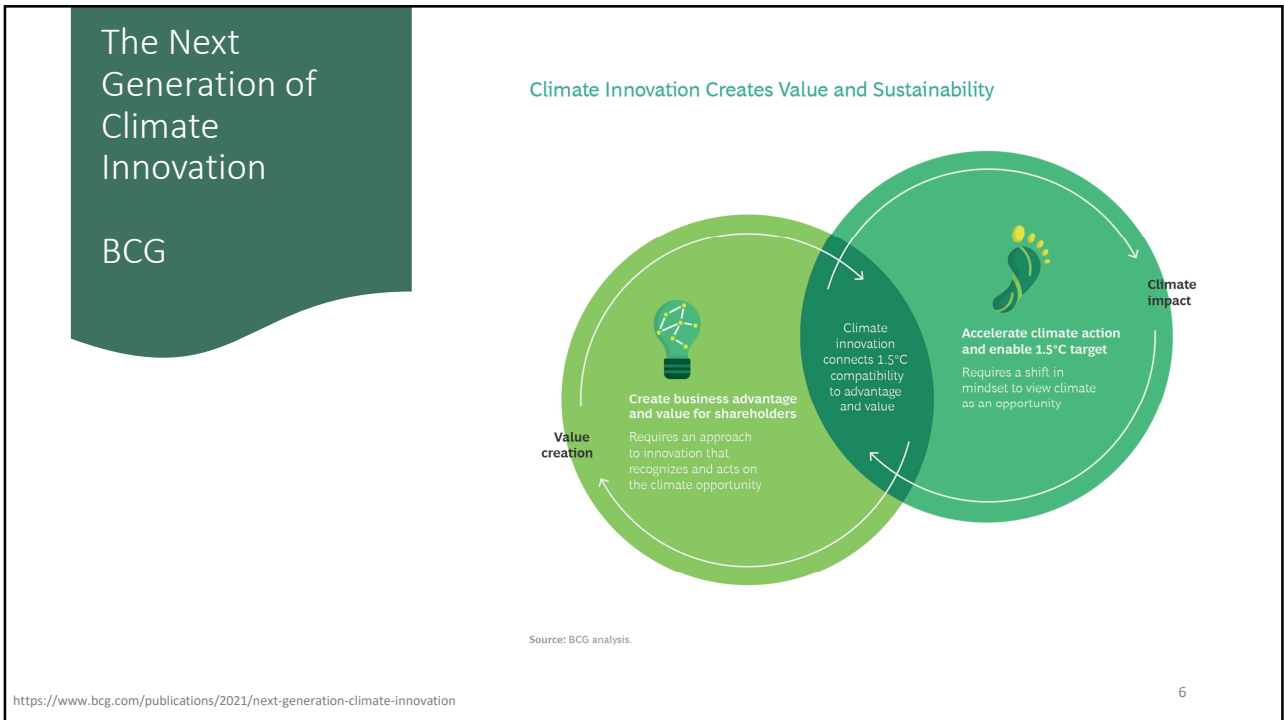 The Next
Generation of
Climate
Innovation
BCG
Climate Innovation Creates Value and Sustainability
Create business advantage
and value for shareholders
Requires an approach
to innovation that
recognizes and acts on
the climate opportunity
Value
creation
Climate
innovation
connects 1.5°C
compatibility
to advantage
and value
Accelerate climate action
and enable 1.5°C target
Requires a shift in
mindset to view climate
as an opportunity
Climate
impact
Source: BCG analysis.
https://www.bcg.com/publications/2021/next-generation-climate-innovation
6